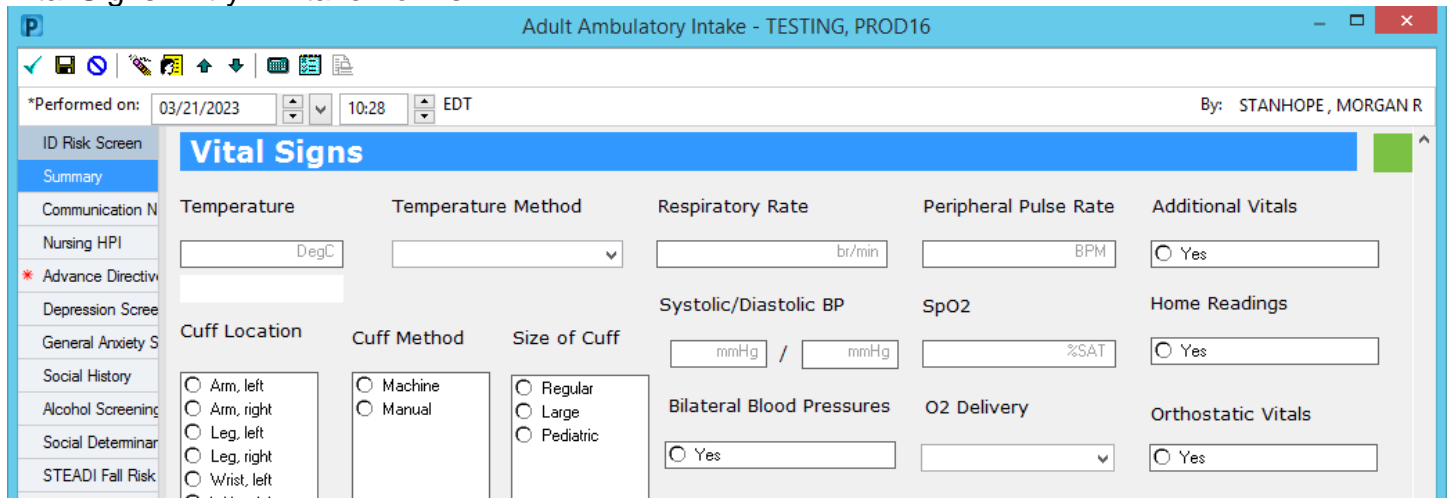 Adult Ambulatory Intake - TESTING, PROD16
*Performed on: 03/21/2023 10:28 EDT By: STANHOPE, MORGAN R
ID Risk Screen
Summary
Communication N
Nursing HPI
* Advance Directiv
Depression Scree
General Anxiety S
Social History
Alcohol Screening
Social Determinar
STEADI Fall Risk
Vital Signs
Temperature Temperature Method Respiratory Rate Peripheral Pulse Rate Additional Vitals
DegC br/min BPM Yes
Systolic/Diastolic BP SpO2 Home Readings
mmHg / mmHg %SAT Yes
Cuff Location Cuff Method Size of Cuff
Arm, left
Arm, right
Leg, left
Leg, right
Wrist, left
Machine
Manual
Regular
Large
Pediatric
Bilateral Blood Pressures O2 Delivery Orthostatic Vitals
Yes Yes